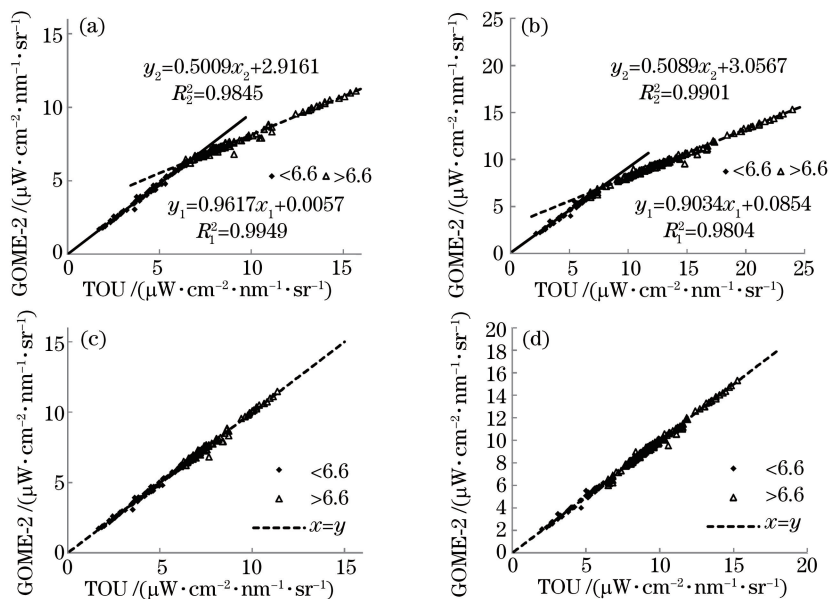 (a)
GOME-2 /(μW·cm⁻²·nm⁻¹·sr⁻¹)
15
10
5
0
y₂=0.5009x₂+2.9161
R₂²=0.9845
<6.6 >6.6
y₁=0.9617x₁+0.0057
R₁²=0.9949
0 5 10 15
TOU /(μW·cm⁻²·nm⁻¹·sr⁻¹)
(b)
GOME-2 /(μW·cm⁻²·nm⁻¹·sr⁻¹)
25
20
15
10
5
0
y₂=0.5089x₂+3.0567
R₂²=0.9901
<6.6 >6.6
y₁=0.9034x₁+0.0854
R₁²=0.9804
0 5 10 15 20 25
TOU /(μW·cm⁻²·nm⁻¹·sr⁻¹)
(c)
GOME-2 /(μW·cm⁻²·nm⁻¹·sr⁻¹)
15
10
5
0
<6.6
>6.6
x=y
0 5 10 15
TOU /(μW·cm⁻²·nm⁻¹·sr⁻¹)
(d)
GOME-2 /(μW·cm⁻²·nm⁻¹·sr⁻¹)
20
18
16
14
12
10
8
6
4
2
0
<6.6
>6.6
x=y
0 5 10 15 20
TOU /(μW·cm⁻²·nm⁻¹·sr⁻¹)